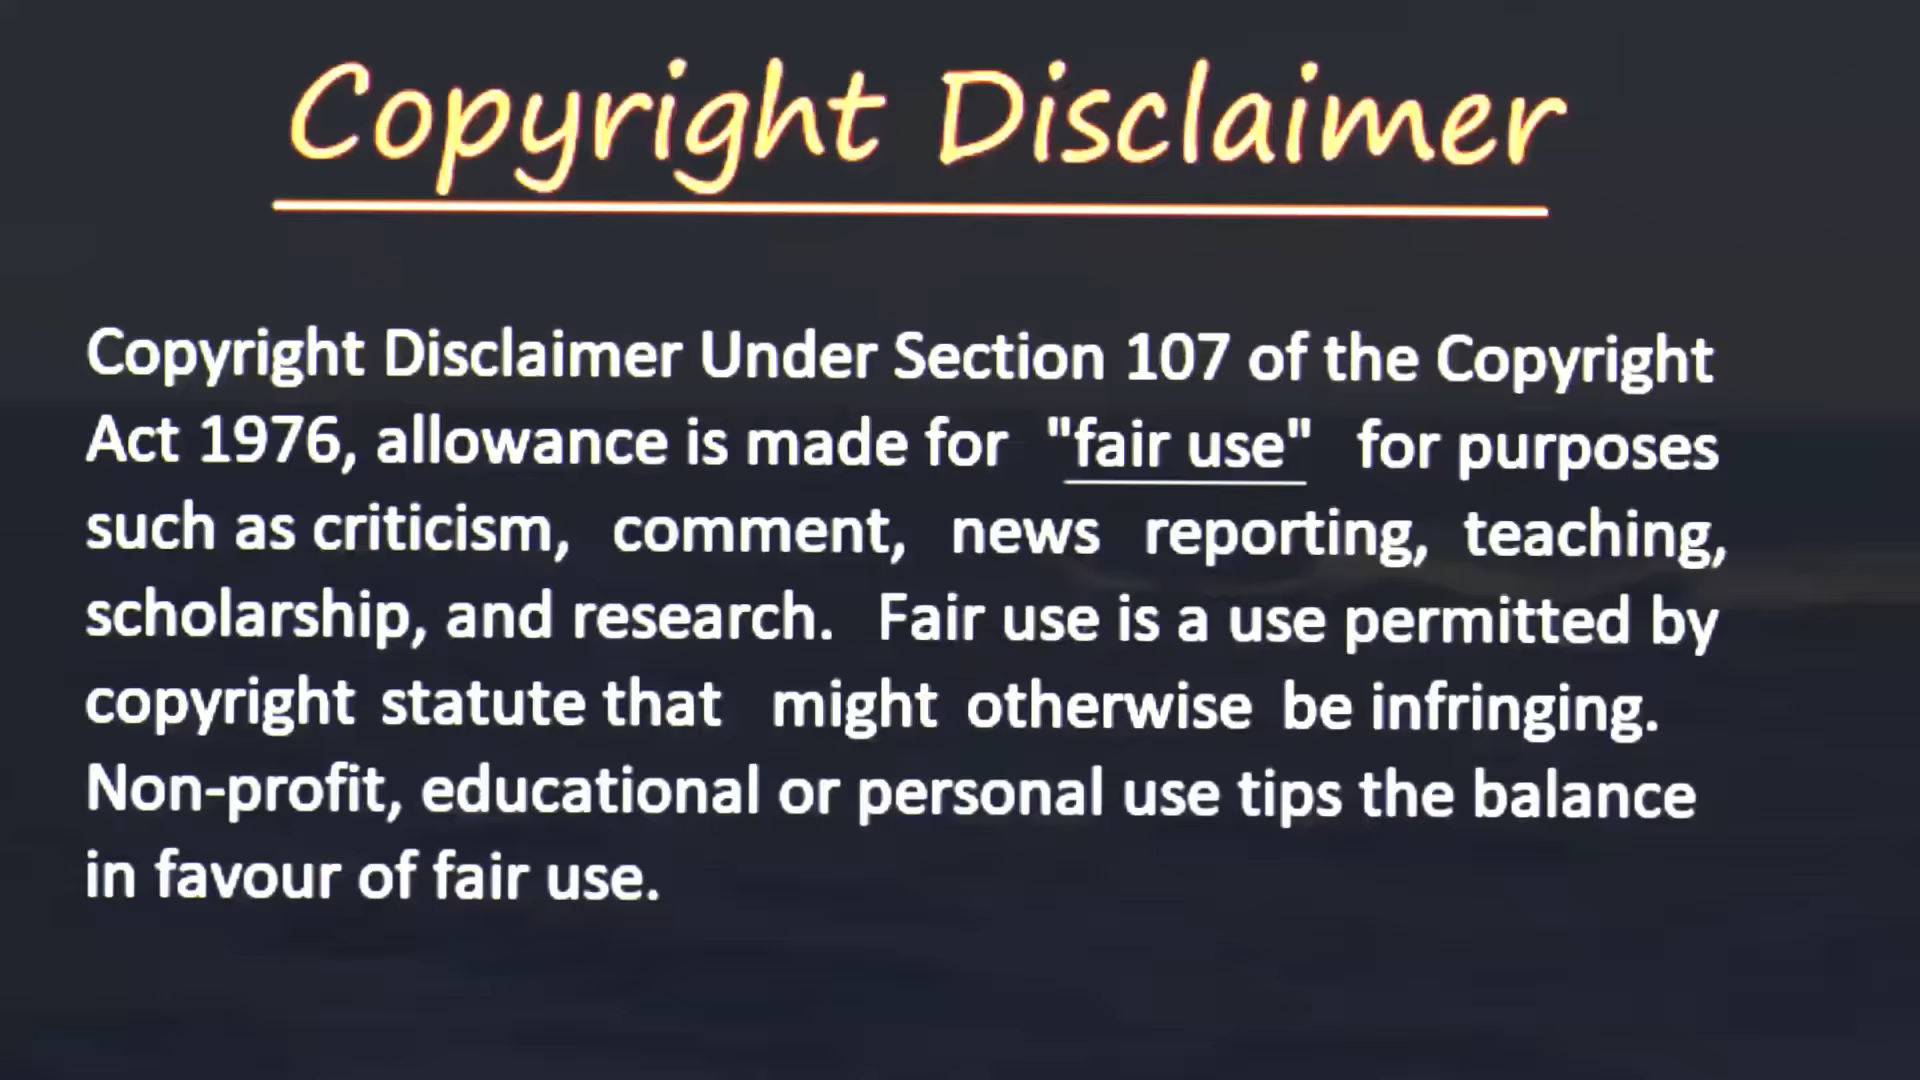 Copyright Disclaimer
Copyright Disclaimer Under Section 107 of the Copyright
Act 1976, allowance is made for "fair use" for purposes
such as criticism, comment, news reporting, teaching,
scholarship, and research. Fair use is a use permitted by
copyright statute that might otherwise be infringing.
Non-profit, educational or personal use tips the balance
in favour of fair use.